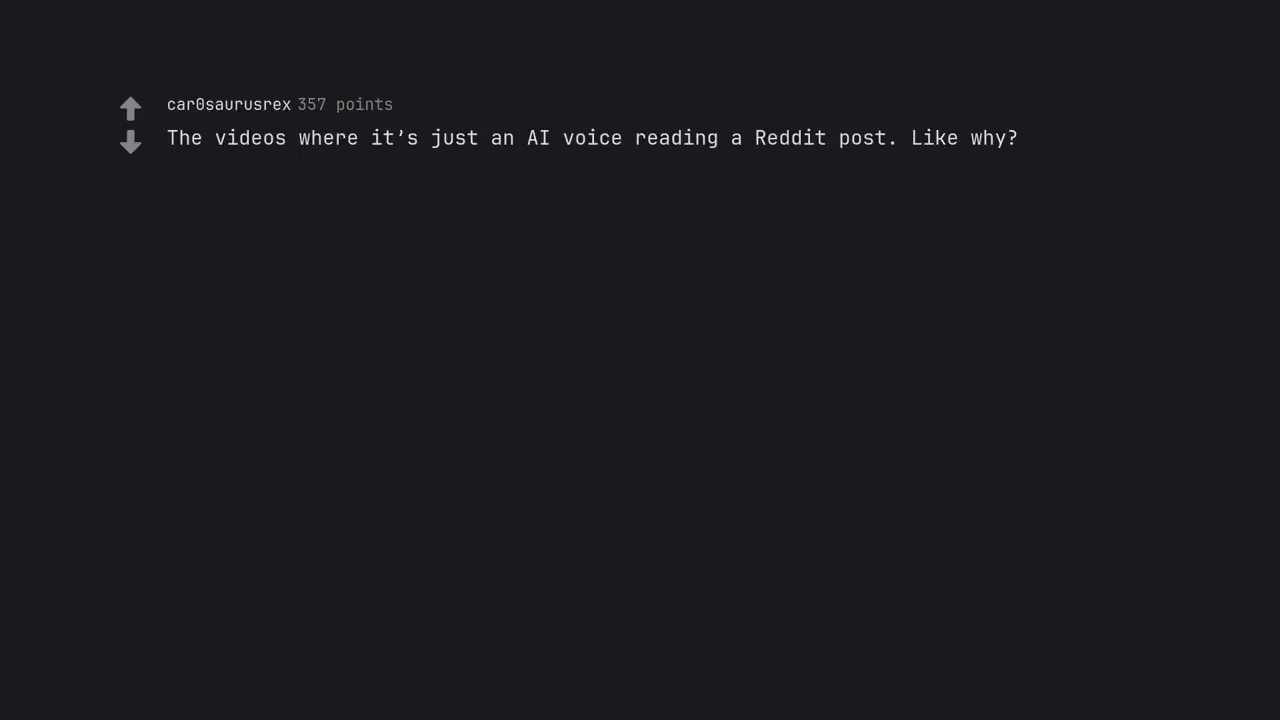 car0saurusrex 357 points
The videos where it’s just an AI voice reading a Reddit post. Like why?